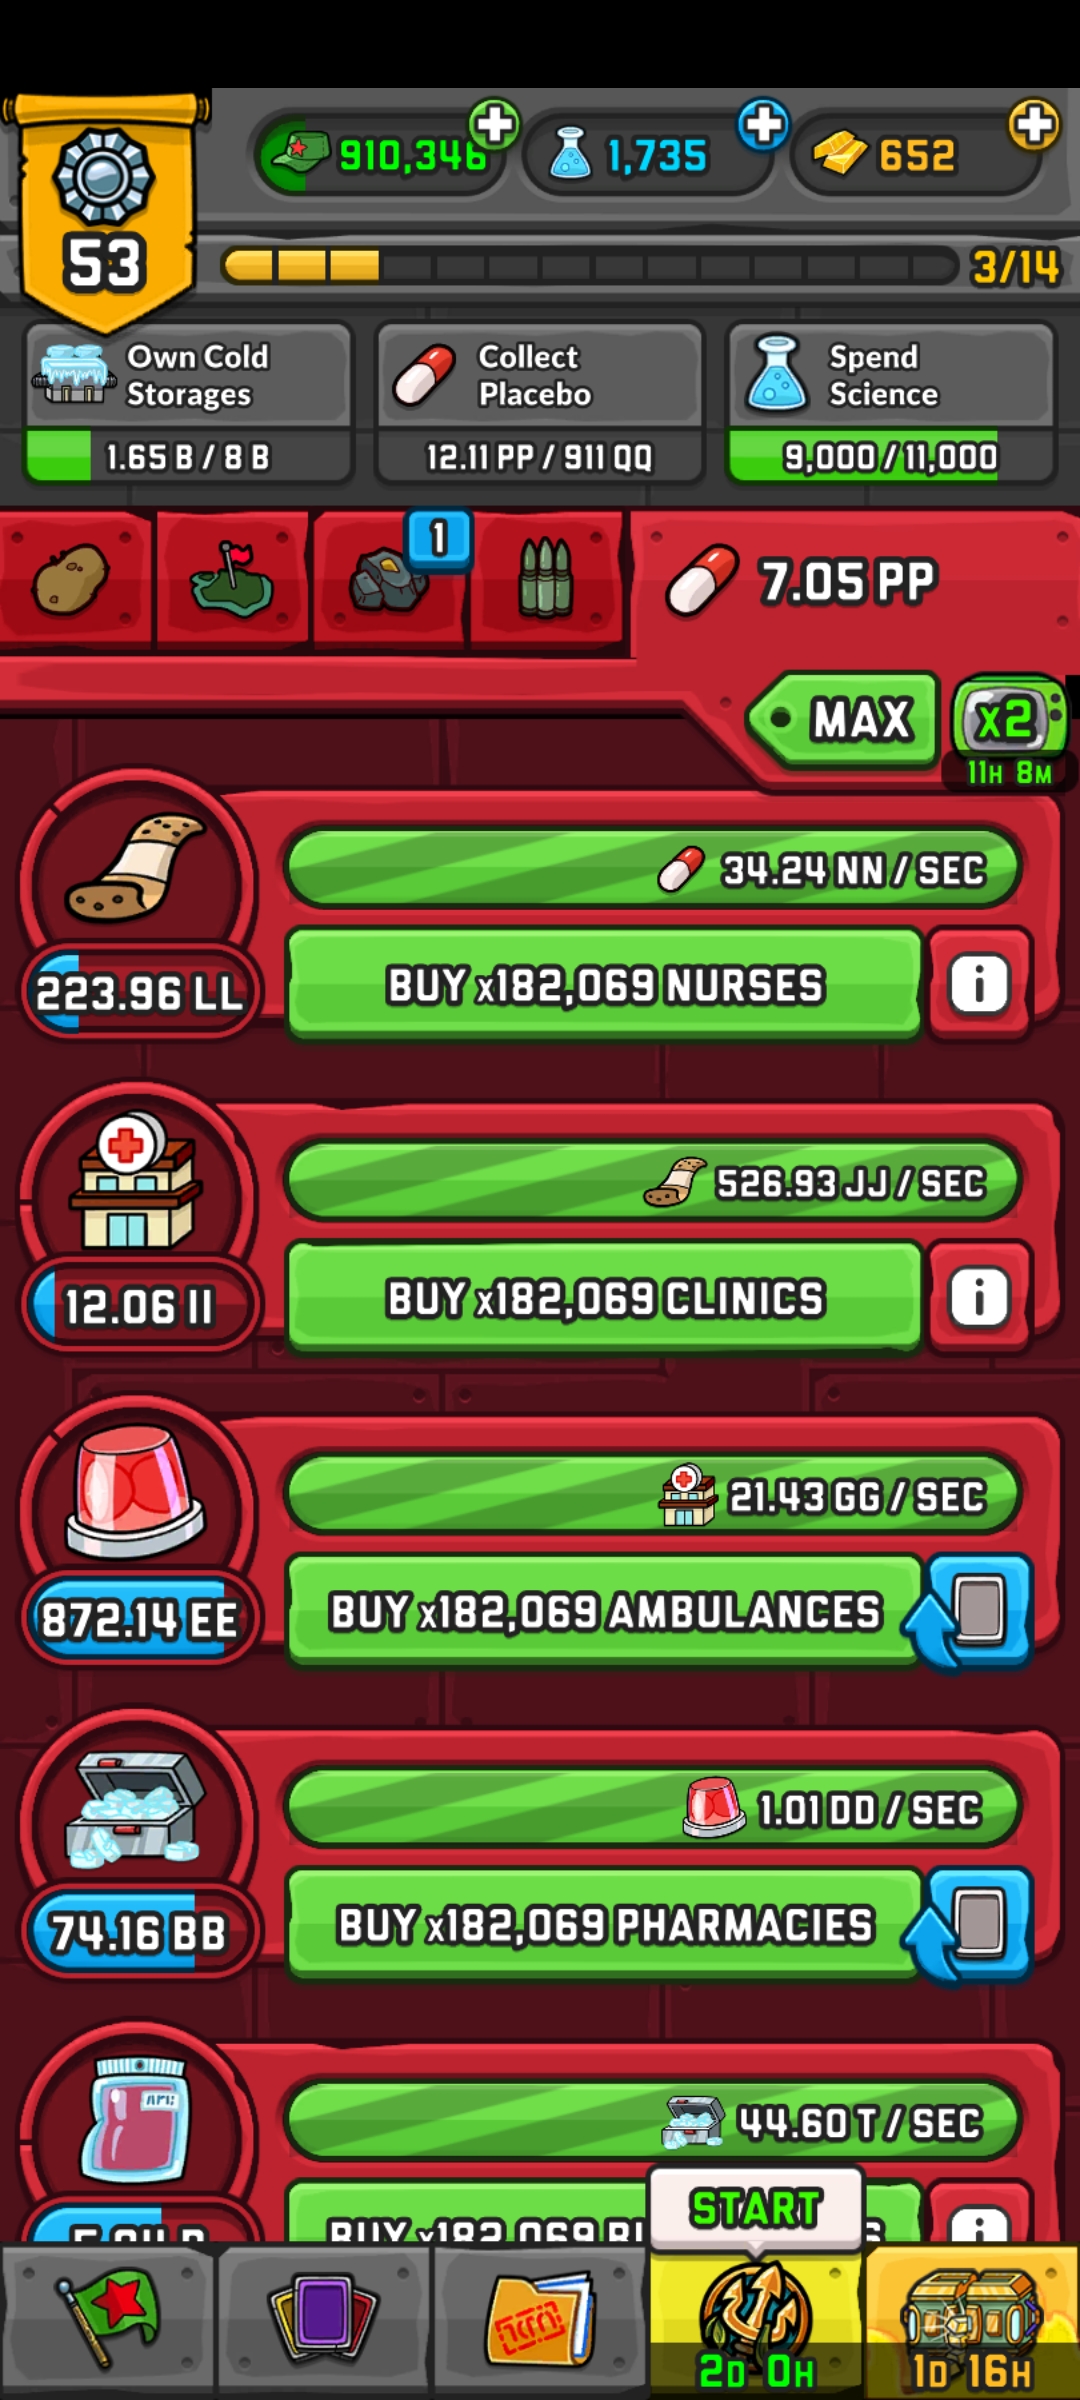 910,346
1,735
652
53
3/14
Own Cold
Storages
1.65 B / 8 B
Collect
Placebo
12.11 PP / 911 QQ
Spend
Science
9,000 / 11,000
1
7.05 PP
MAX
x2
11H 8M
34.24 NN / SEC
223.96 LL
BUY x182,069 NURSES
i
526.93 JJ / SEC
12.06 II
BUY x182,069 CLINICS
i
21.43 GG / SEC
872.14 EE
BUY x182,069 AMBULANCES
1.01 DD / SEC
74.16 BB
BUY x182,069 PHARMACIES
44.60 T / SEC
BUY x182,069
i
START
2D 0H
1D 16H